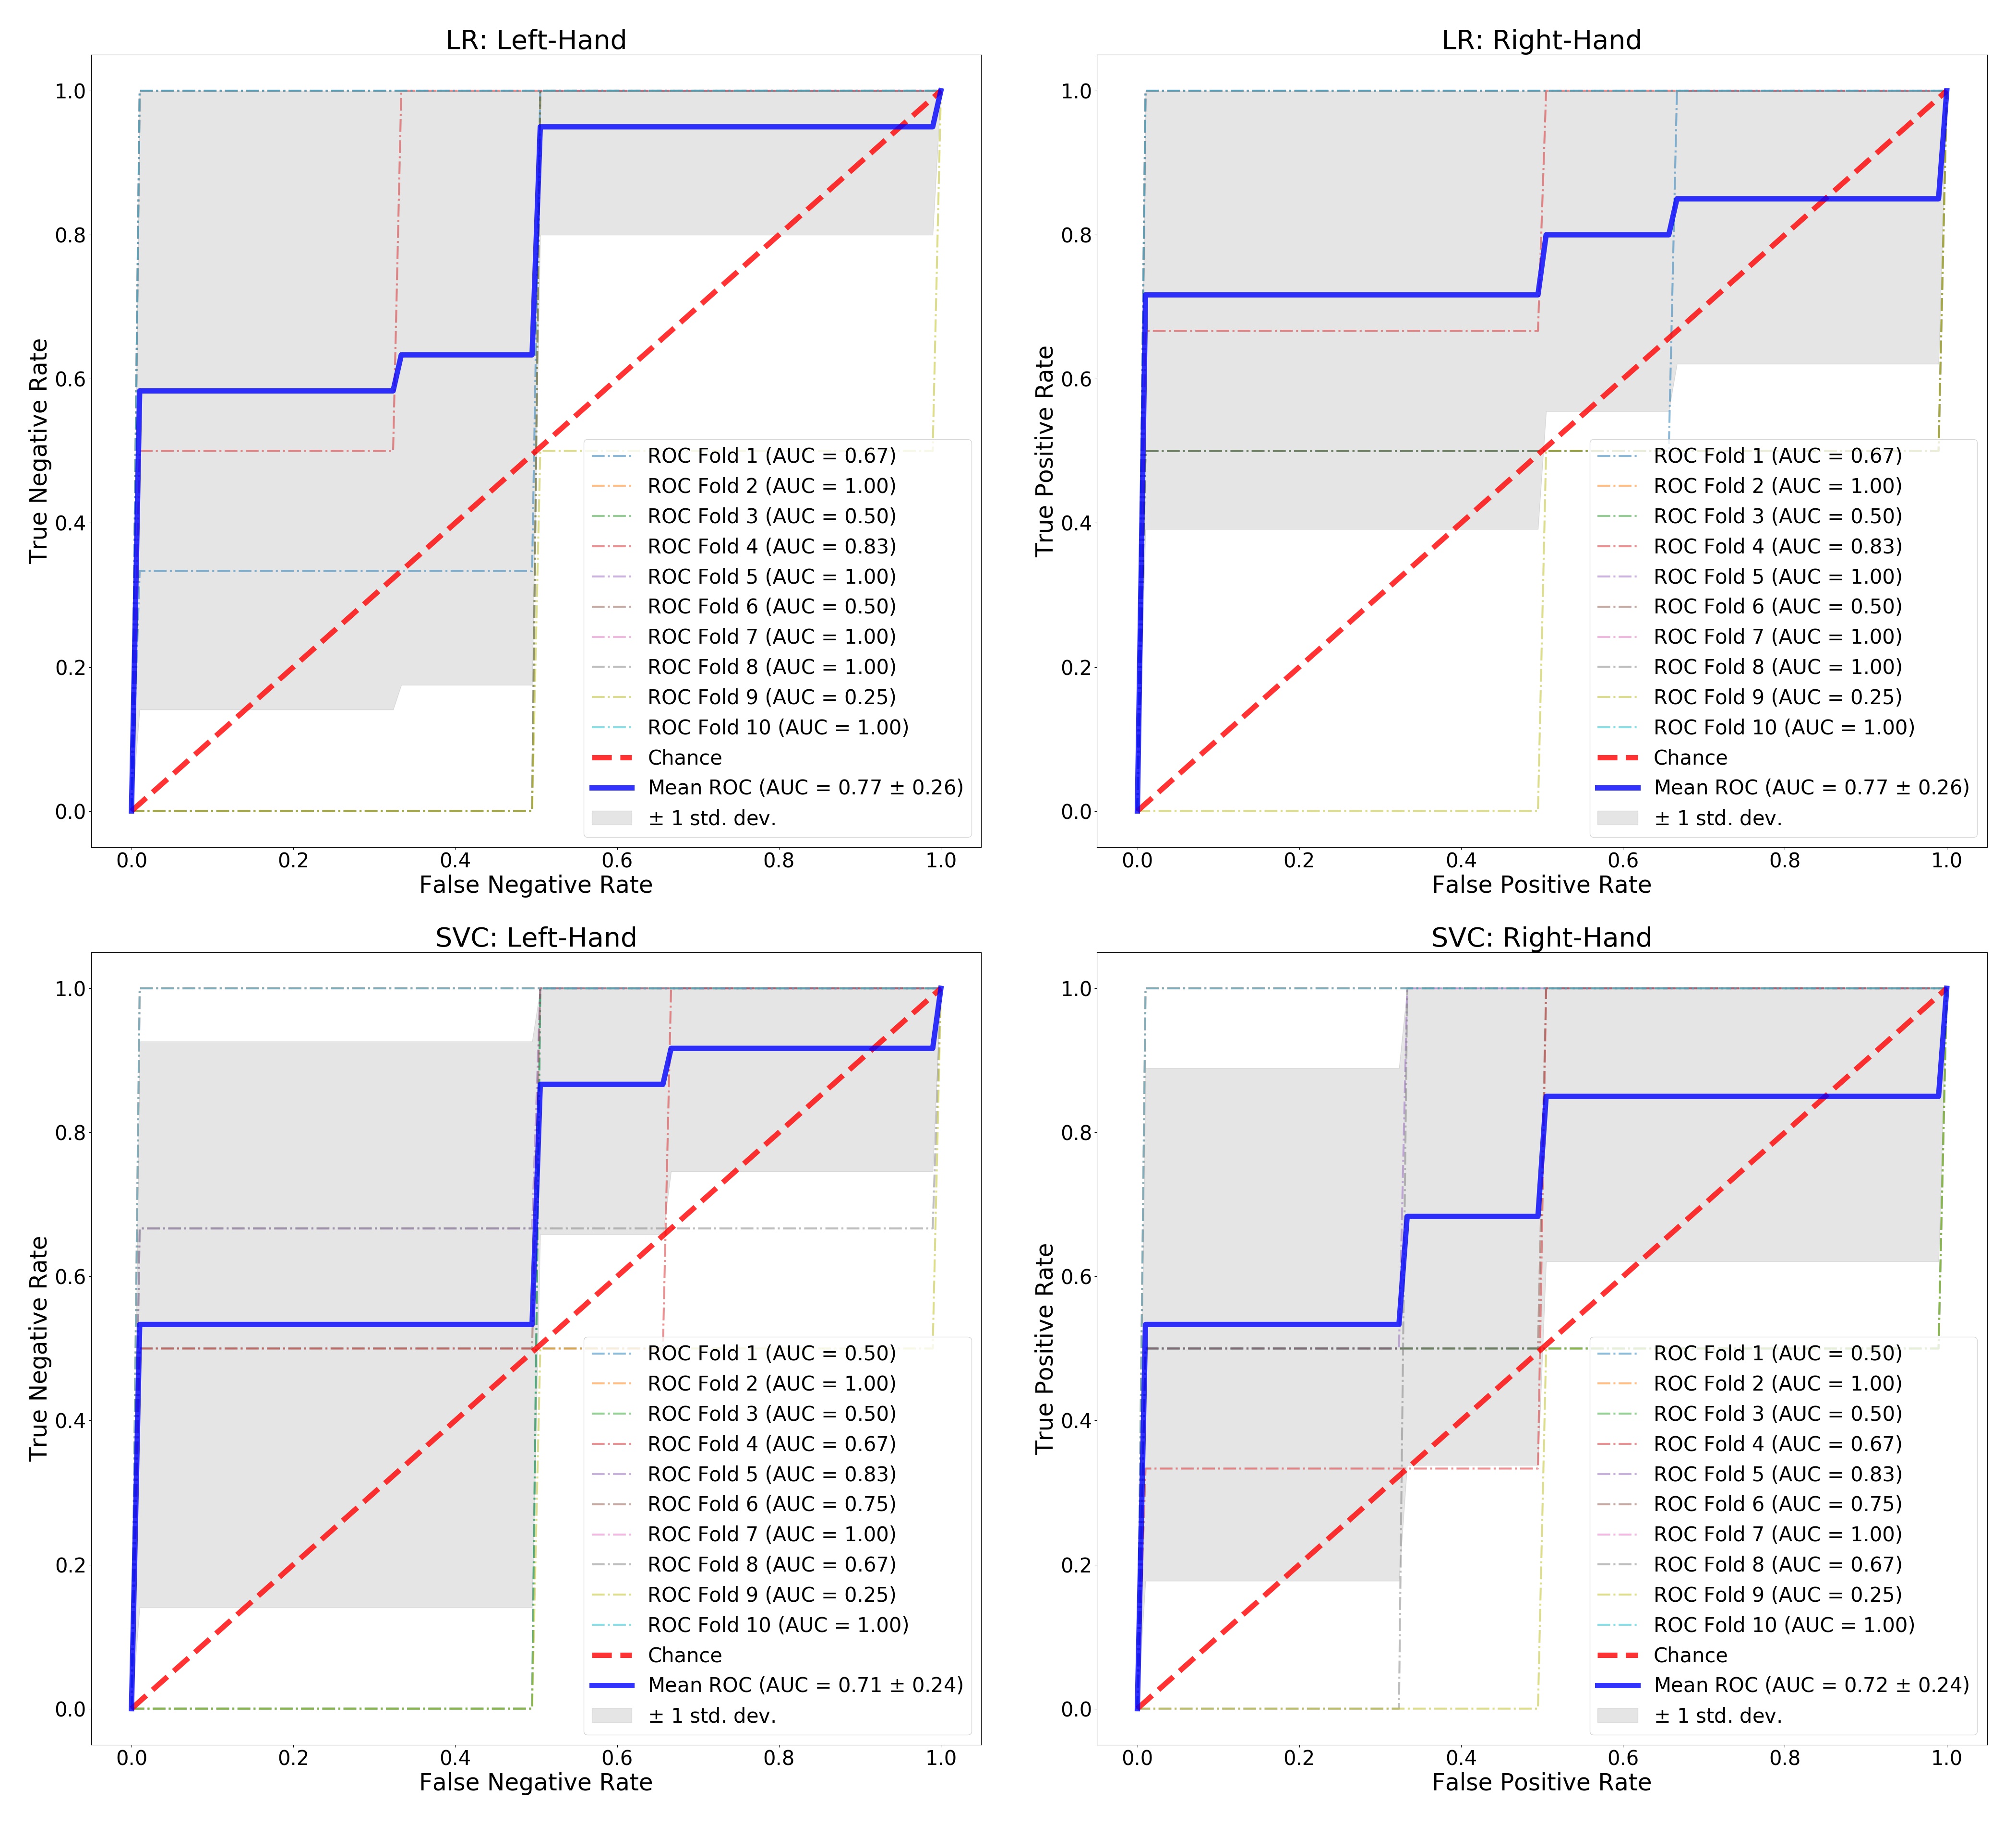 LR: Left-Hand
True Negative Rate
1.0
0.8
0.6
0.4
0.2
0.0
ROC Fold 1 (AUC = 0.67)
ROC Fold 2 (AUC = 1.00)
ROC Fold 3 (AUC = 0.50)
ROC Fold 4 (AUC = 0.83)
ROC Fold 5 (AUC = 1.00)
ROC Fold 6 (AUC = 0.50)
ROC Fold 7 (AUC = 1.00)
ROC Fold 8 (AUC = 1.00)
ROC Fold 9 (AUC = 0.25)
ROC Fold 10 (AUC = 1.00)
Chance
Mean ROC (AUC = 0.77 ± 0.26)
± 1 std. dev.
0.0 0.2 0.4 0.6 0.8 1.0
False Negative Rate
LR: Right-Hand
True Positive Rate
1.0
0.8
0.6
0.4
0.2
0.0
ROC Fold 1 (AUC = 0.67)
ROC Fold 2 (AUC = 1.00)
ROC Fold 3 (AUC = 0.50)
ROC Fold 4 (AUC = 0.83)
ROC Fold 5 (AUC = 1.00)
ROC Fold 6 (AUC = 0.50)
ROC Fold 7 (AUC = 1.00)
ROC Fold 8 (AUC = 1.00)
ROC Fold 9 (AUC = 0.25)
ROC Fold 10 (AUC = 1.00)
Chance
Mean ROC (AUC = 0.77 ± 0.26)
± 1 std. dev.
0.0 0.2 0.4 0.6 0.8 1.0
False Positive Rate
SVC: Left-Hand
True Negative Rate
1.0
0.8
0.6
0.4
0.2
0.0
ROC Fold 1 (AUC = 0.50)
ROC Fold 2 (AUC = 1.00)
ROC Fold 3 (AUC = 0.50)
ROC Fold 4 (AUC = 0.67)
ROC Fold 5 (AUC = 0.83)
ROC Fold 6 (AUC = 0.75)
ROC Fold 7 (AUC = 1.00)
ROC Fold 8 (AUC = 0.67)
ROC Fold 9 (AUC = 0.25)
ROC Fold 10 (AUC = 1.00)
Chance
Mean ROC (AUC = 0.71 ± 0.24)
± 1 std. dev.
0.0 0.2 0.4 0.6 0.8 1.0
False Negative Rate
SVC: Right-Hand
True Positive Rate
1.0
0.8
0.6
0.4
0.2
0.0
ROC Fold 1 (AUC = 0.50)
ROC Fold 2 (AUC = 1.00)
ROC Fold 3 (AUC = 0.50)
ROC Fold 4 (AUC = 0.67)
ROC Fold 5 (AUC = 0.83)
ROC Fold 6 (AUC = 0.75)
ROC Fold 7 (AUC = 1.00)
ROC Fold 8 (AUC = 0.67)
ROC Fold 9 (AUC = 0.25)
ROC Fold 10 (AUC = 1.00)
Chance
Mean ROC (AUC = 0.72 ± 0.24)
± 1 std. dev.
0.0 0.2 0.4 0.6 0.8 1.0
False Positive Rate